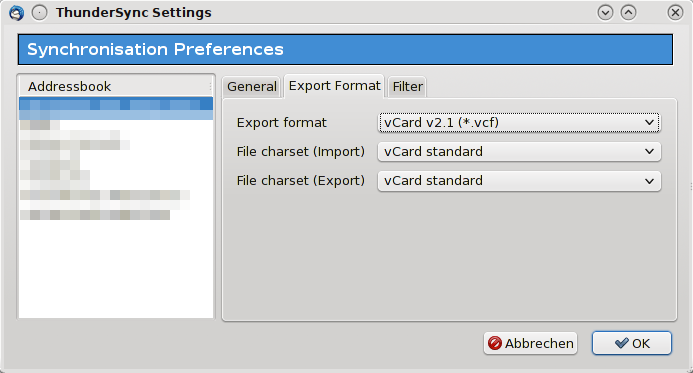 ThunderSync Settings
Synchronisation Preferences
Addressbook
General Export Format Filter
Export format vCard v2.1 (*.vcf)
File charset (Import) vCard standard
File charset (Export) vCard standard
Abbrechen OK